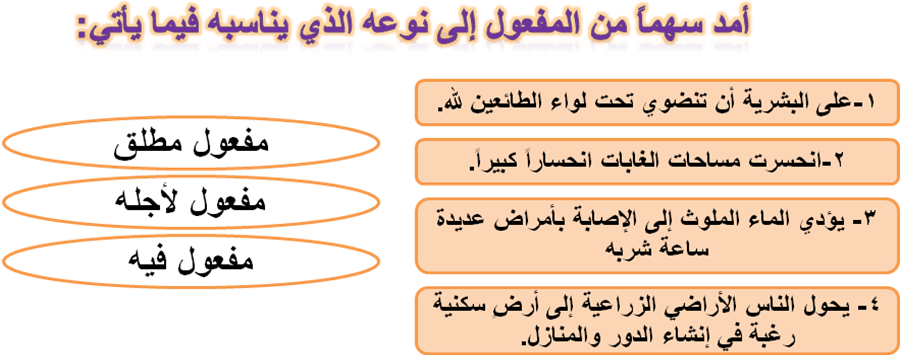 أمد سهماً من المفعول إلى نوعه الذي يناسبه فيما يأتي:
١-على البشرية أن تنضوي تحت لواء الطائعين لله.
٢-انحسرت مساحات الغابات انحساراً كبيراً.
٣- يؤدي الماء الملوث إلى الإصابة بأمراض عديدة
ساعة شربه
٤- يحول الناس الأراضي الزراعية إلى أرضٍ سكنية
رغبة في إنشاء الدور والمنازل.
مفعول مطلق
مفعول لأجله
مفعول فيه